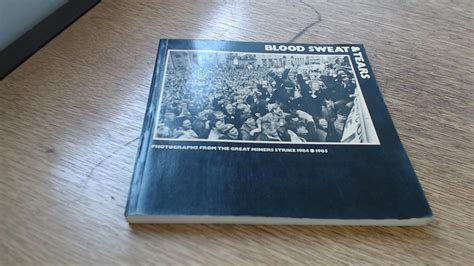 BLOOD SWEAT
& TEARS
PHOTOGRAPHS FROM THE GREAT MINERS STRIKE 1984 • 1985